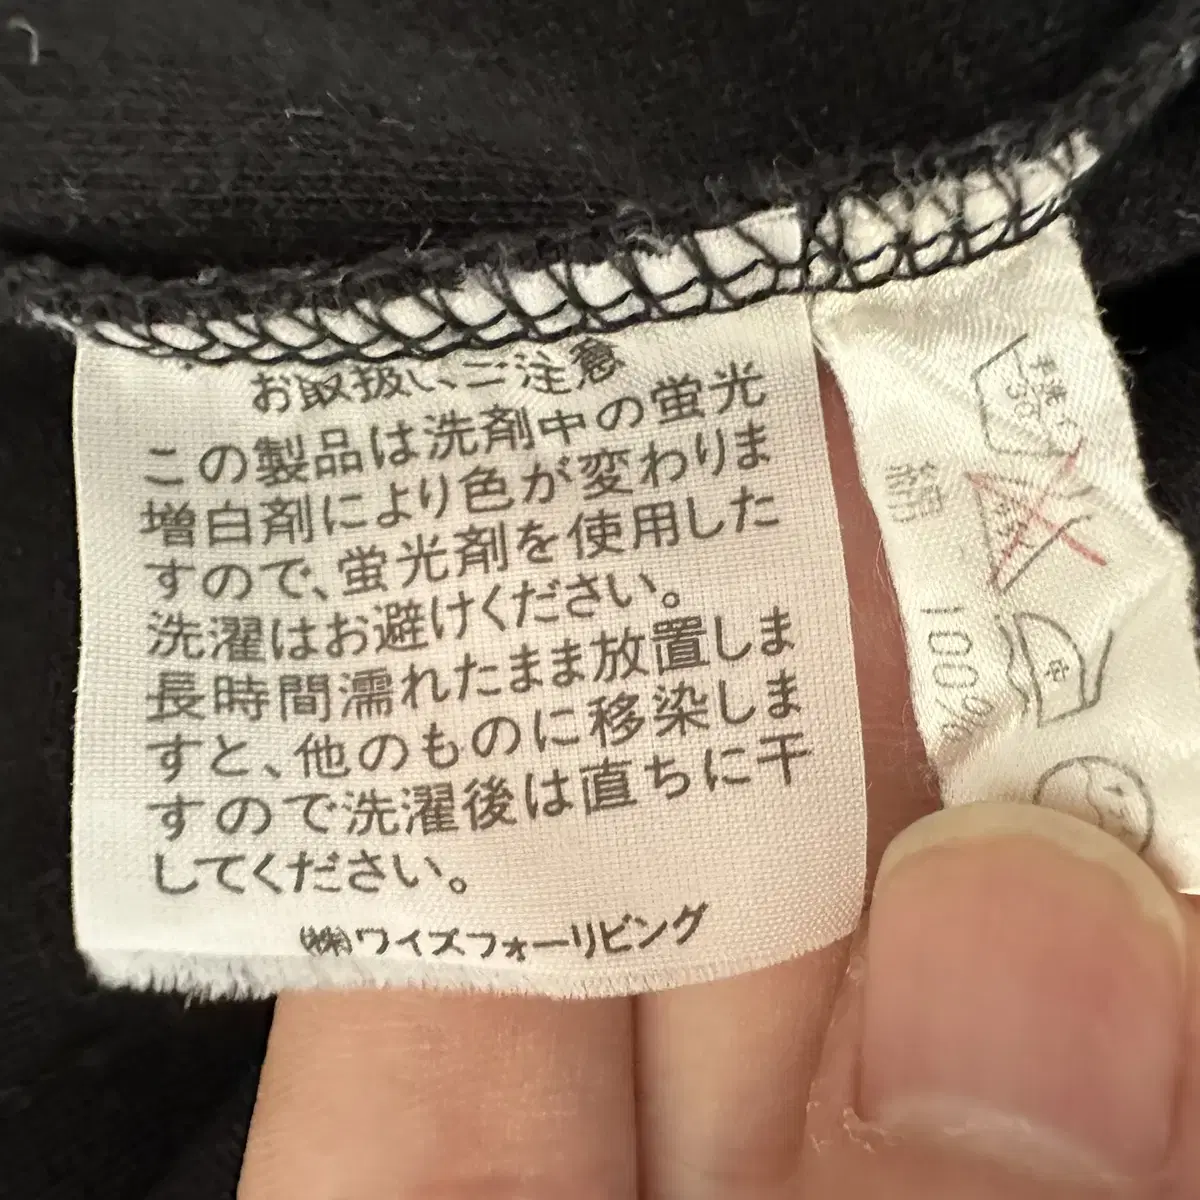 お取扱いご注意
この製品は洗剤中の蛍光
増白剤により色が変わりま
すので、蛍光剤を使用した
洗濯はお避けください。
長時間濡れたまま放置しま
すと、他のものに移染しま
すので洗濯後は直ちに干
してください。
(株)ワイズフォーリビング
手洗イ
30
中
綿
100%